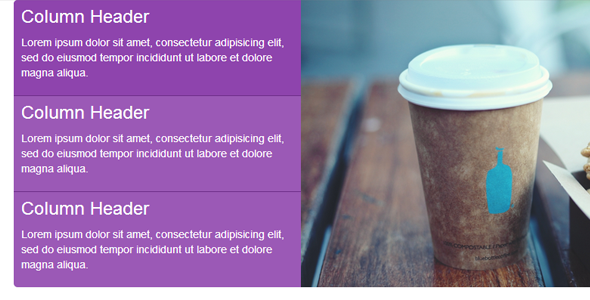 Column Header
Lorem ipsum dolor sit amet, consectetur adipisicing elit,
sed do eiusmod tempor incididunt ut labore et dolore
magna aliqua.
Column Header
Lorem ipsum dolor sit amet, consectetur adipisicing elit,
sed do eiusmod tempor incididunt ut labore et dolore
magna aliqua.
Column Header
Lorem ipsum dolor sit amet, consectetur adipisicing elit,
sed do eiusmod tempor incididunt ut labore et dolore
magna aliqua.